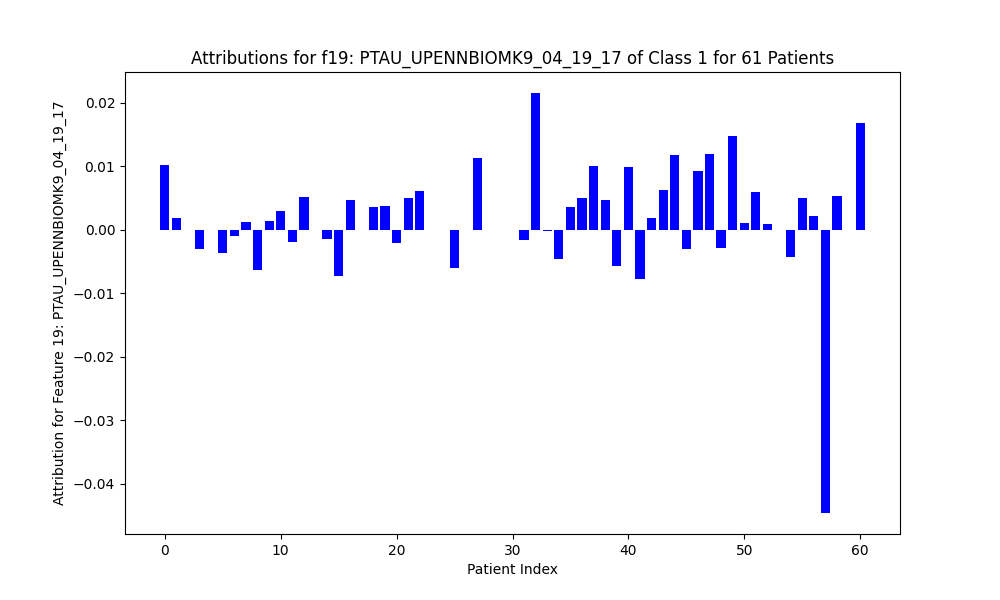 Attributions for f19: PTAU_UPENNBIOMK9_04_19_17 of Class 1 for 61 Patients
Attribution for Feature 19: PTAU_UPENNBIOMK9_04_19_17
0.02
0.01
0.00
−0.01
−0.02
−0.03
−0.04
0 10 20 30 40 50 60
Patient Index